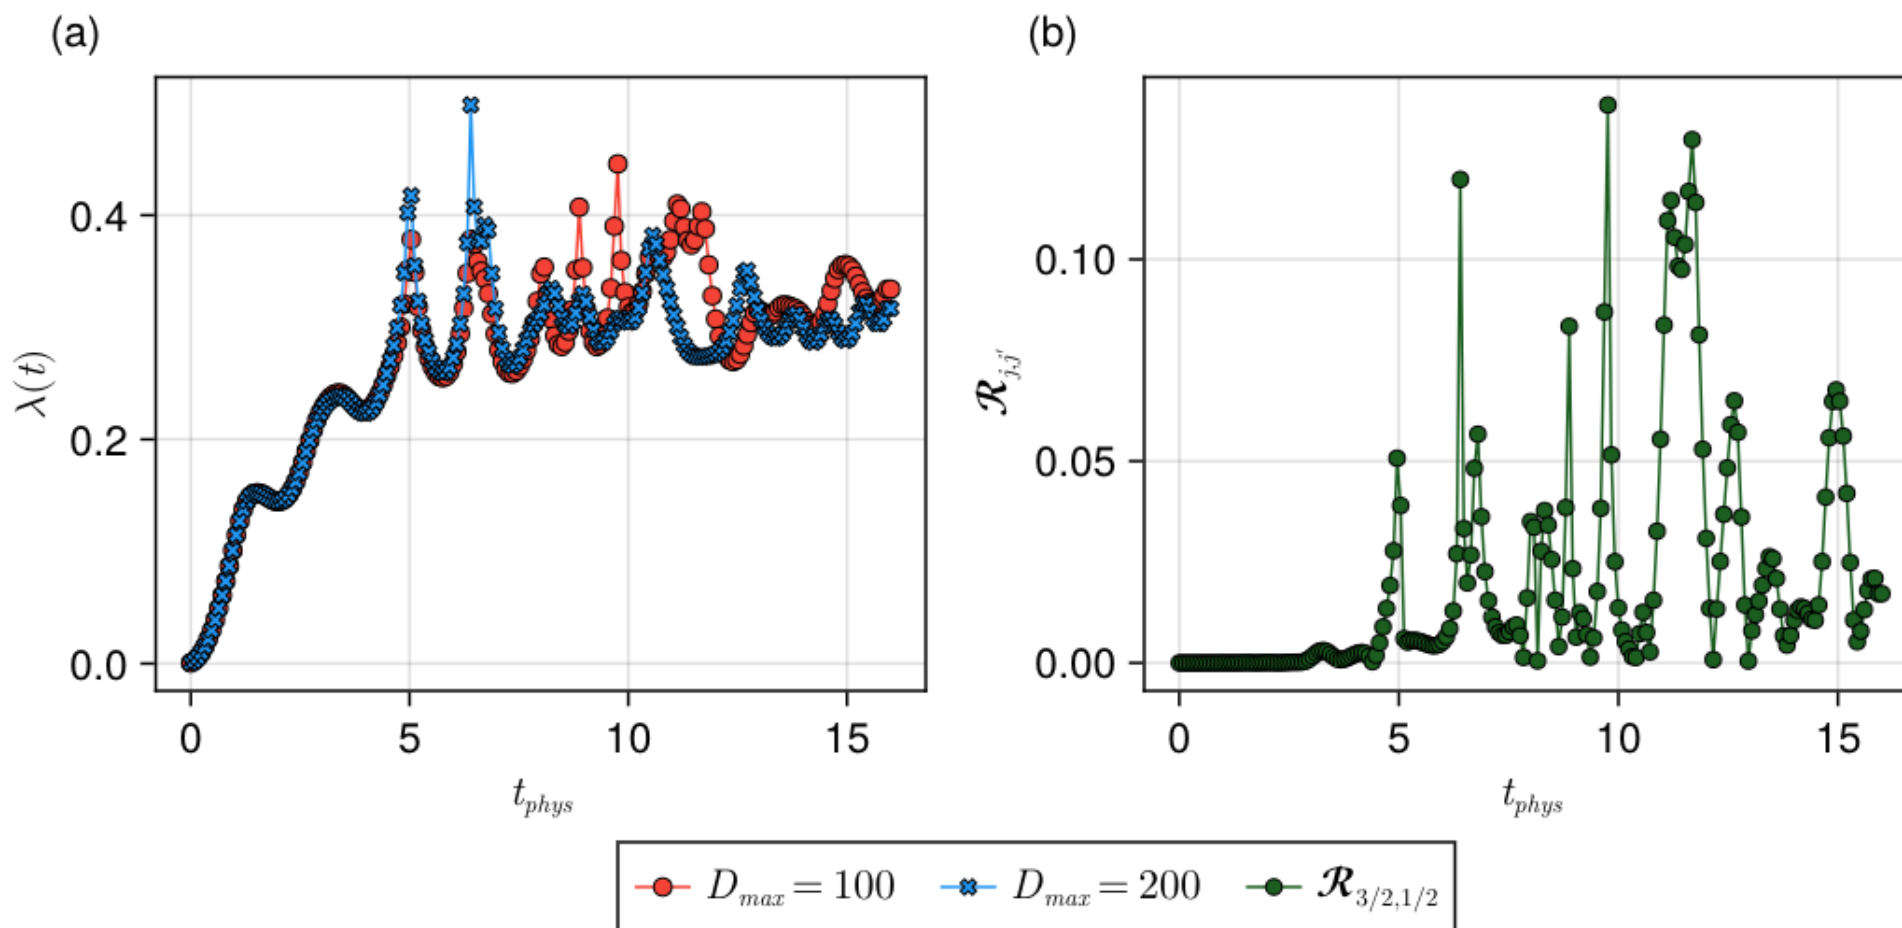 (a)
(b)
0.4
0.2
0.0
λ(t)
0 5 10 15
t_phys
0.10
0.05
0.00
𝓡_{j,j'}
0 5 10 15
t_phys
D_max = 100 D_max = 200 𝓡_{3/2,1/2}